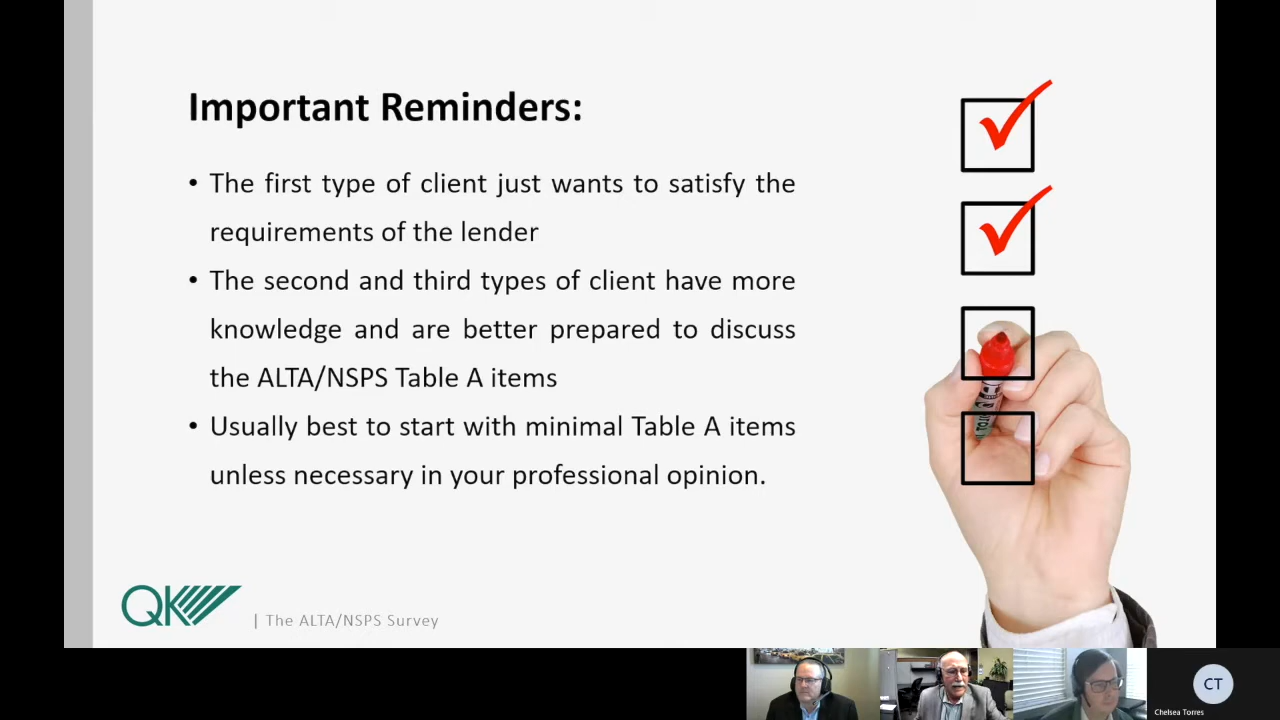 Important Reminders:
• The first type of client just wants to satisfy the
requirements of the lender
• The second and third types of client have more
knowledge and are better prepared to discuss
the ALTA/NSPS Table A items
• Usually best to start with minimal Table A items
unless necessary in your professional opinion.
QK
| The ALTA/NSPS Survey
CT
Chelsea Torres